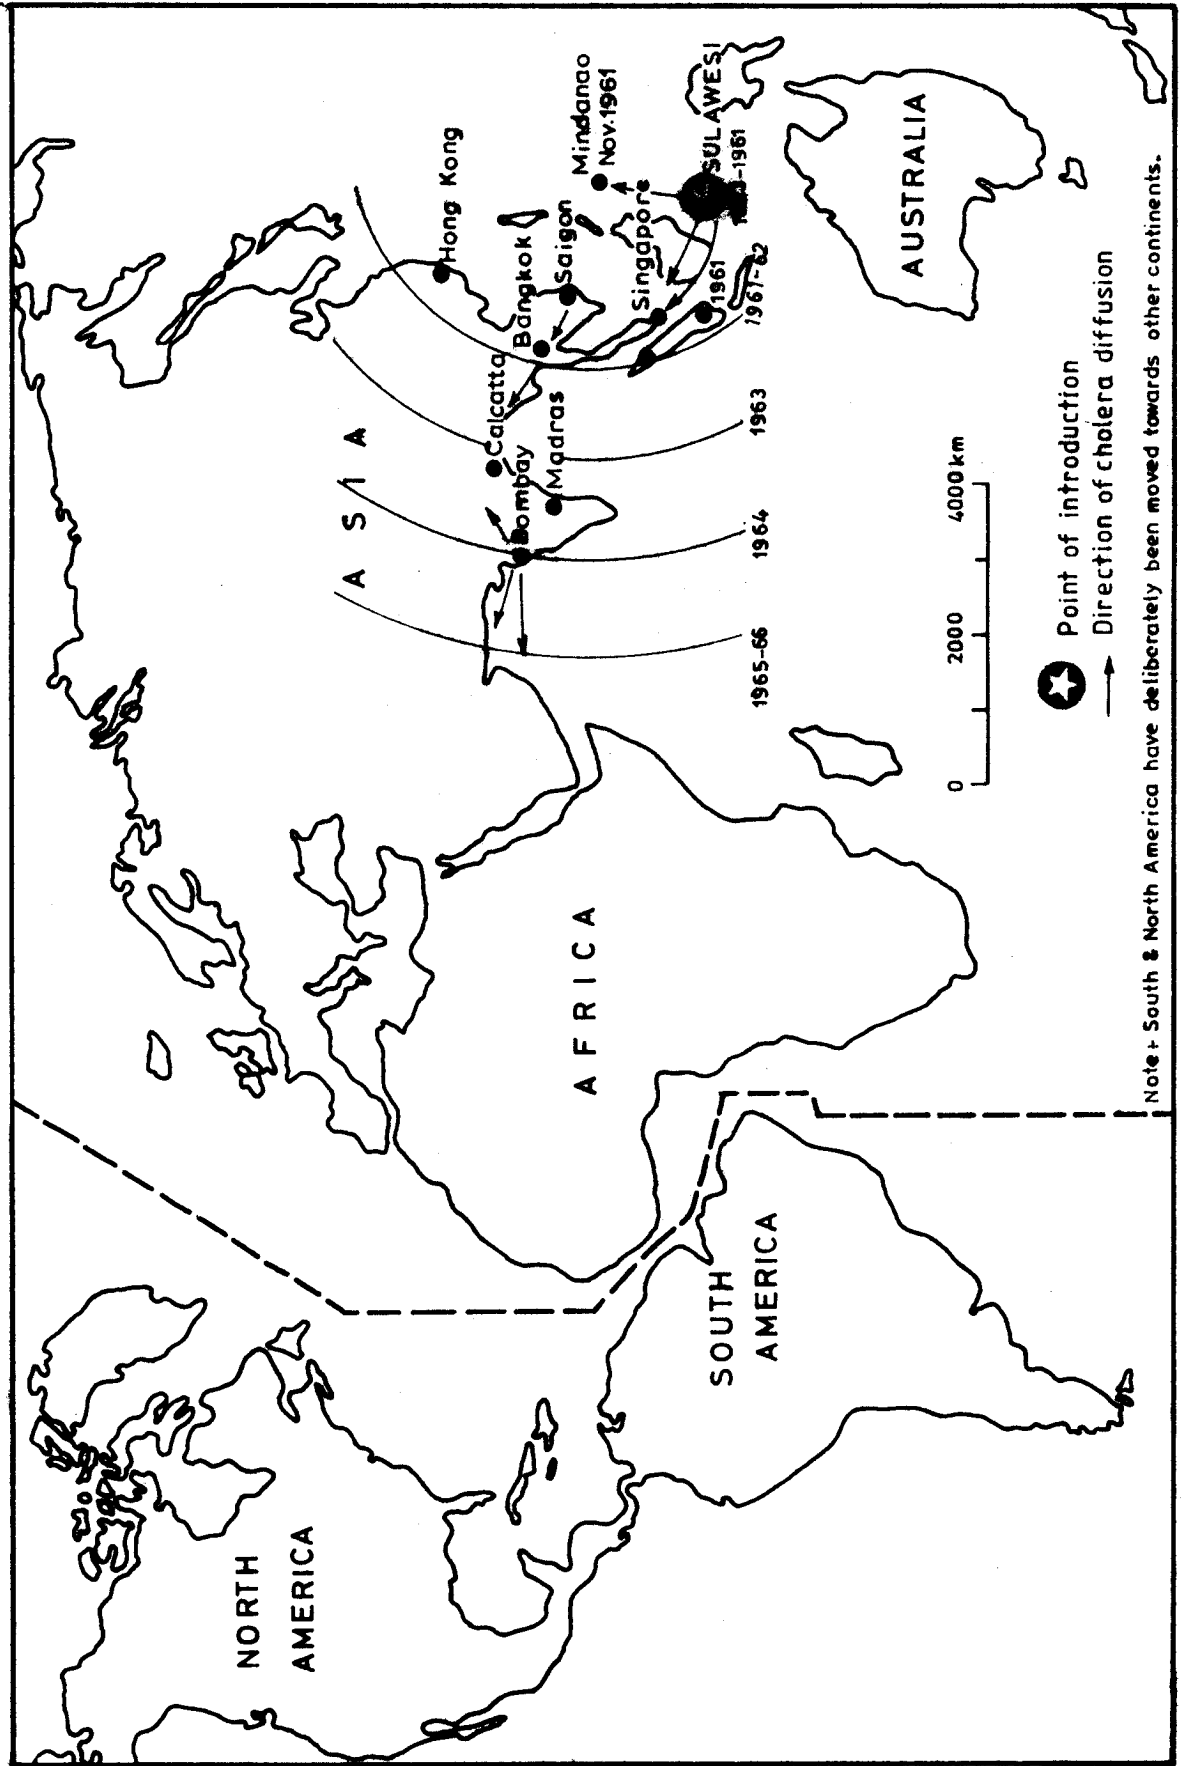 NORTH
AMERICA
SOUTH
AMERICA
AFRICA
ASIA
AUSTRALIA
Hong Kong
Mindanao
Nov.1961
Bangkok
Saigon
Calcatta
Bombay
Madras
Singapore
SULAWESI
-1961
1961
1961-62
1963
1964
1965-66
0 2000 4000km
Point of introduction
Direction of cholera diffusion
Note: South & North America have deliberately been moved towards other continents.